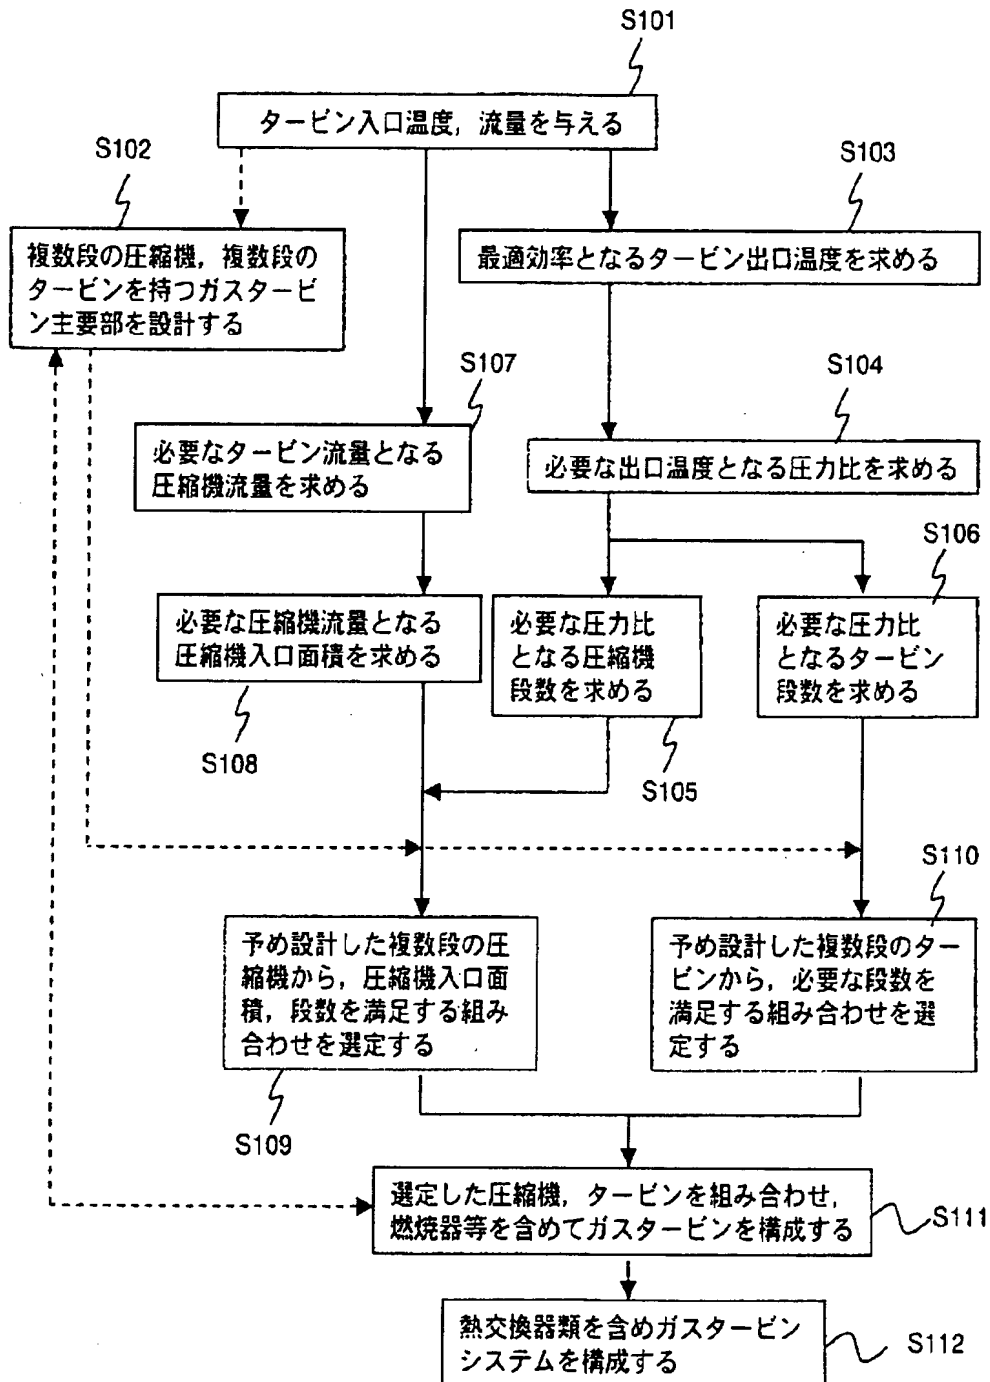 S101
タービン入口温度，流量を与える
S102
複数段の圧縮機，複数段の
タービンを持つガスタービ
ン主要部を設計する
S103
最適効率となるタービン出口温度を求める
S107
必要なタービン流量となる
圧縮機流量を求める
S104
必要な出口温度となる圧力比を求める
S106
必要な圧縮機流量となる
圧縮機入口面積を求める
S108
必要な圧力比
となる圧縮機
段数を求める
S105
必要な圧力比
となるタービン
段数を求める
S110
予め設計した複数段の圧
縮機から，圧縮機入口面
積，段数を満足する組み
合わせを選定する
S109
予め設計した複数段のター
ビンから，必要な段数を
満足する組み合わせを選
定する
選定した圧縮機，タービンを組み合わせ，
燃焼器等を含めてガスタービンを構成する
S111
熱交換器類を含めガスタービン
システムを構成する
S112